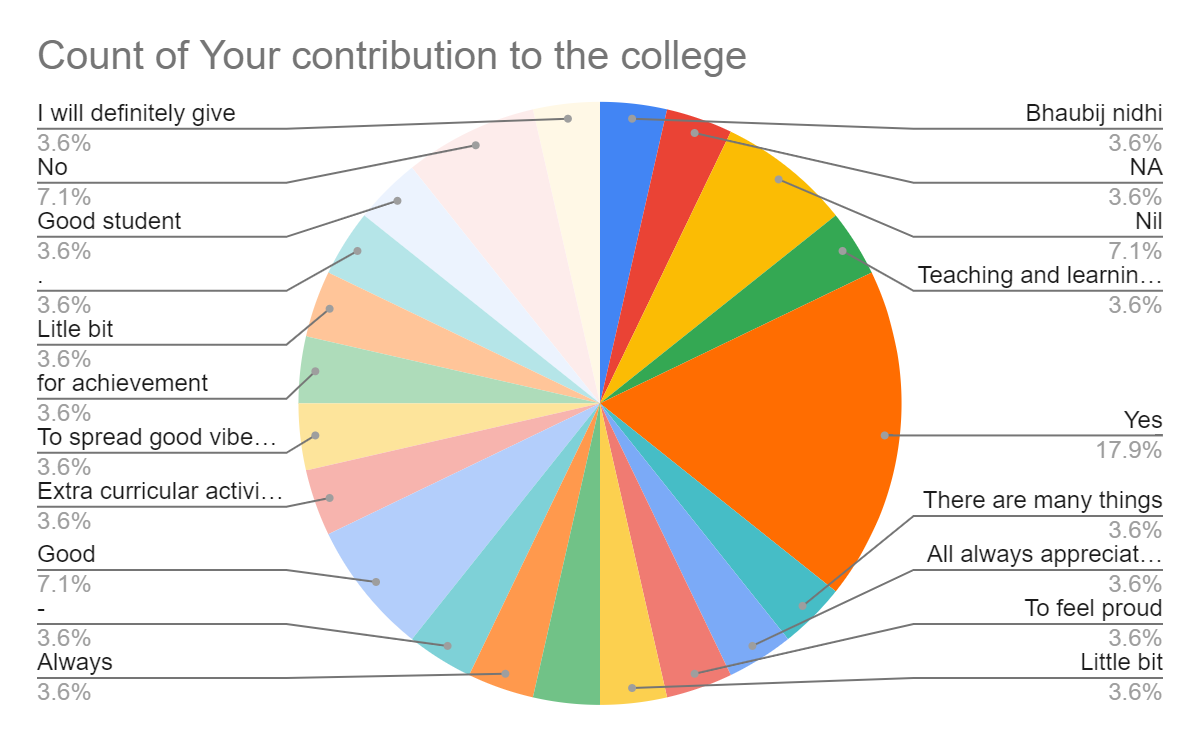 Count of Your contribution to the college
I will definitely give
3.6%
No
7.1%
Good student
3.6%
.
3.6%
Litle bit
3.6%
for achievement
3.6%
To spread good vibe…
3.6%
Extra curricular activi…
3.6%
Good
7.1%
-
3.6%
Always
3.6%
Bhaubij nidhi
3.6%
NA
3.6%
Nil
7.1%
Teaching and learnin…
3.6%
Yes
17.9%
There are many things
3.6%
All always appreciat…
3.6%
To feel proud
3.6%
Little bit
3.6%